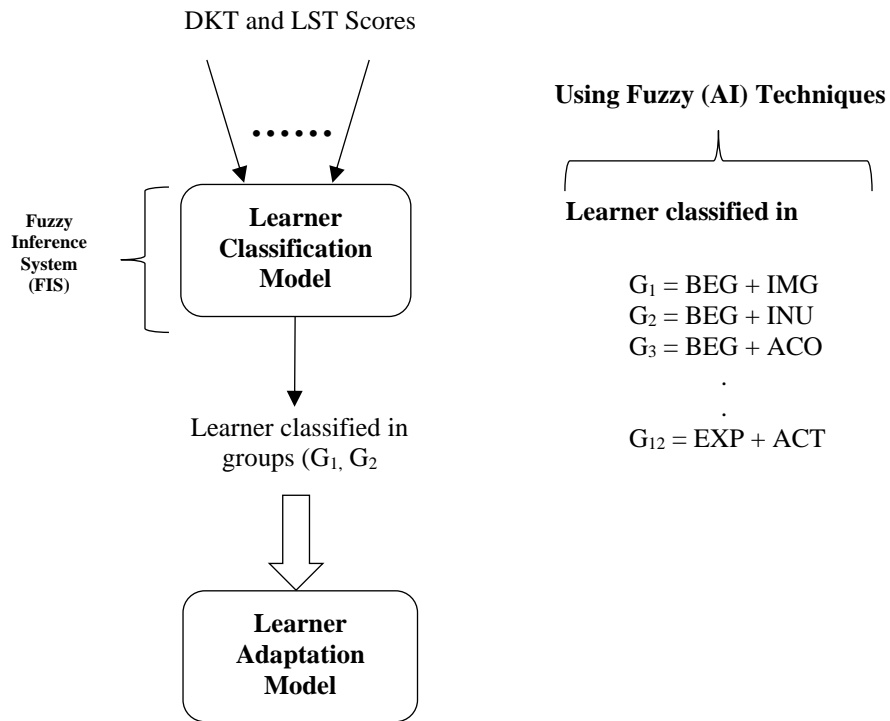 DKT and LST Scores
......
Fuzzy
Inference
System
(FIS)
Learner
Classification
Model
Learner classified in
groups (G₁, G₂
Learner
Adaptation
Model
Using Fuzzy (AI) Techniques
Learner classified in
G₁ = BEG + IMG
G₂ = BEG + INU
G₃ = BEG + ACO
.
.
G₁₂ = EXP + ACT